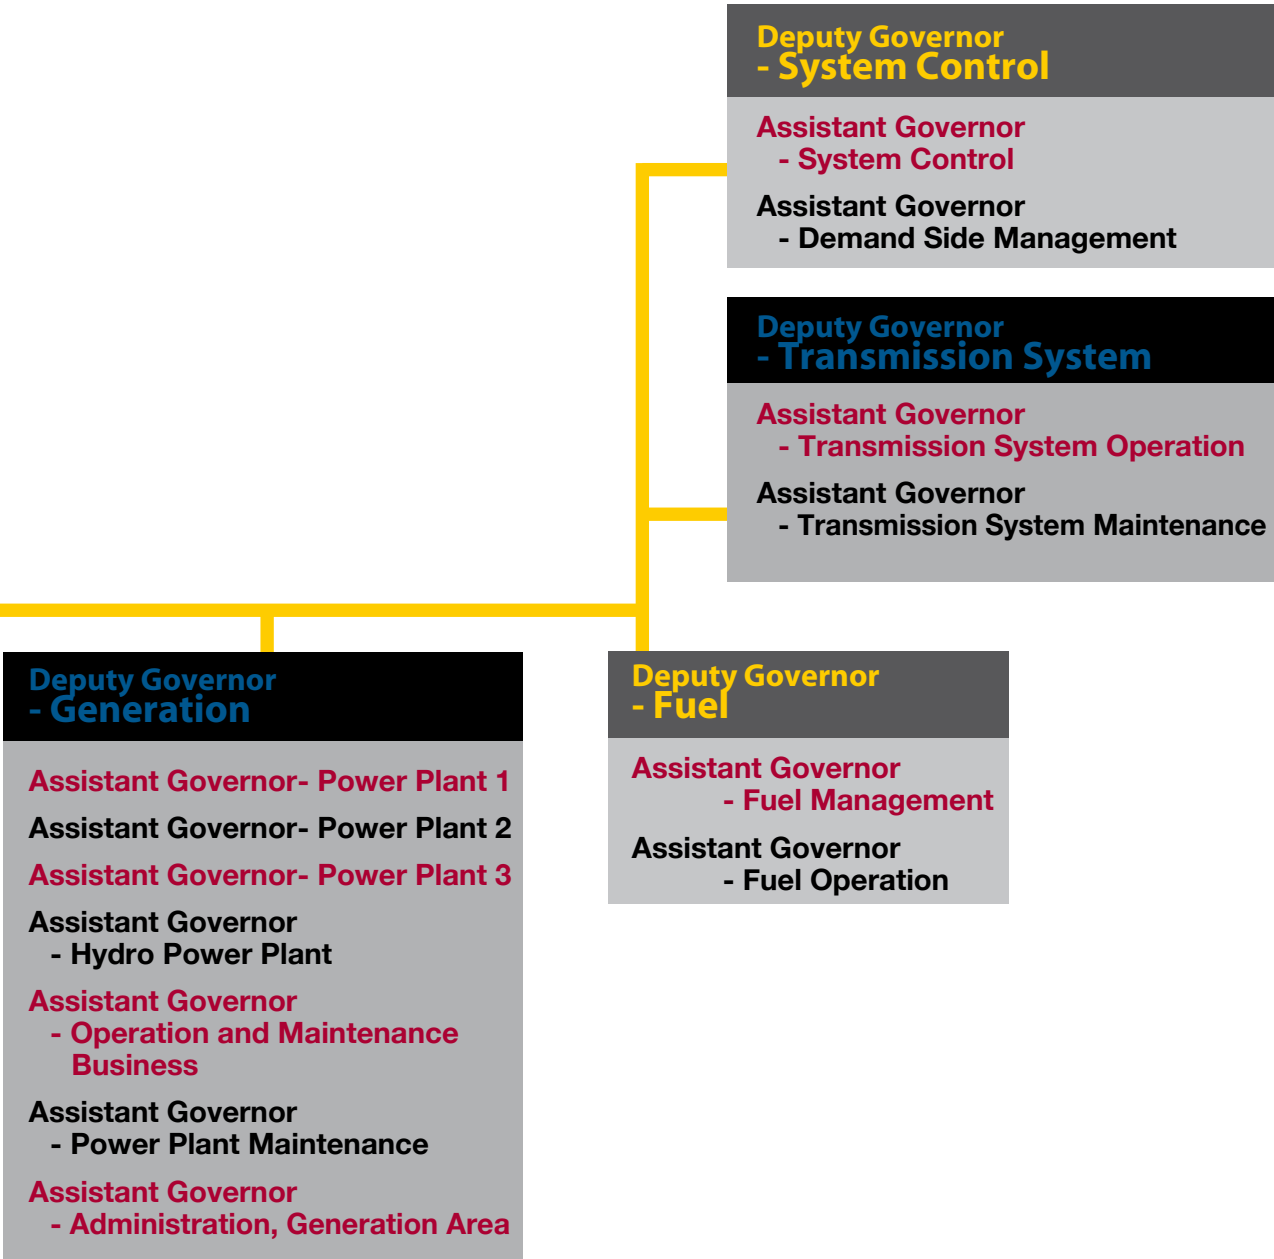 Deputy Governor
- System Control
Assistant Governor
- System Control
Assistant Governor
- Demand Side Management
Deputy Governor
- Transmission System
Assistant Governor
- Transmission System Operation
Assistant Governor
- Transmission System Maintenance
Deputy Governor
- Generation
Assistant Governor- Power Plant 1
Assistant Governor- Power Plant 2
Assistant Governor- Power Plant 3
Assistant Governor
- Hydro Power Plant
Assistant Governor
- Operation and Maintenance
Business
Assistant Governor
- Power Plant Maintenance
Assistant Governor
- Administration, Generation Area
Deputy Governor
- Fuel
Assistant Governor
- Fuel Management
Assistant Governor
- Fuel Operation